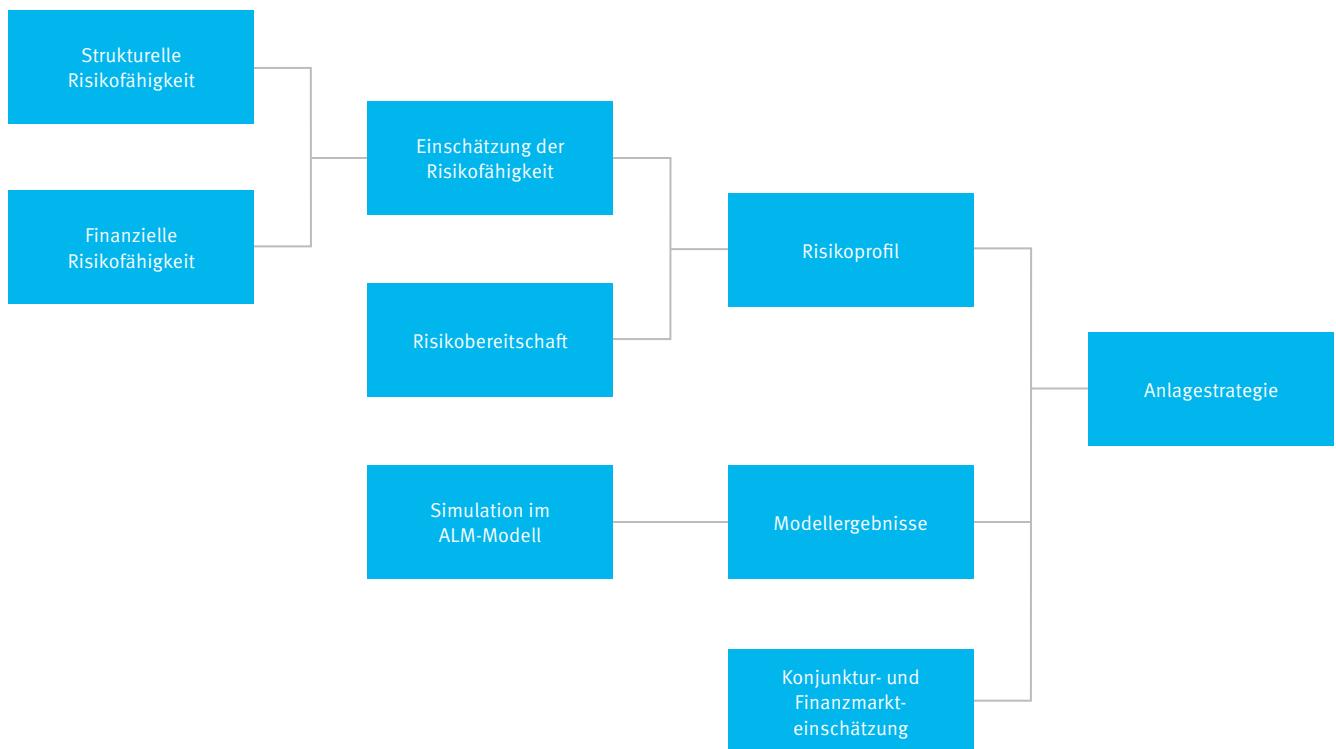 Strukturelle
Risikofähigkeit
Finanzielle
Risikofähigkeit
Einschätzung der
Risikofähigkeit
Risikobereitschaft
Simulation im
ALM-Modell
Risikoprofil
Modellergebnisse
Konjunktur- und
Finanzmarkt-
einschätzung
Anlagestrategie